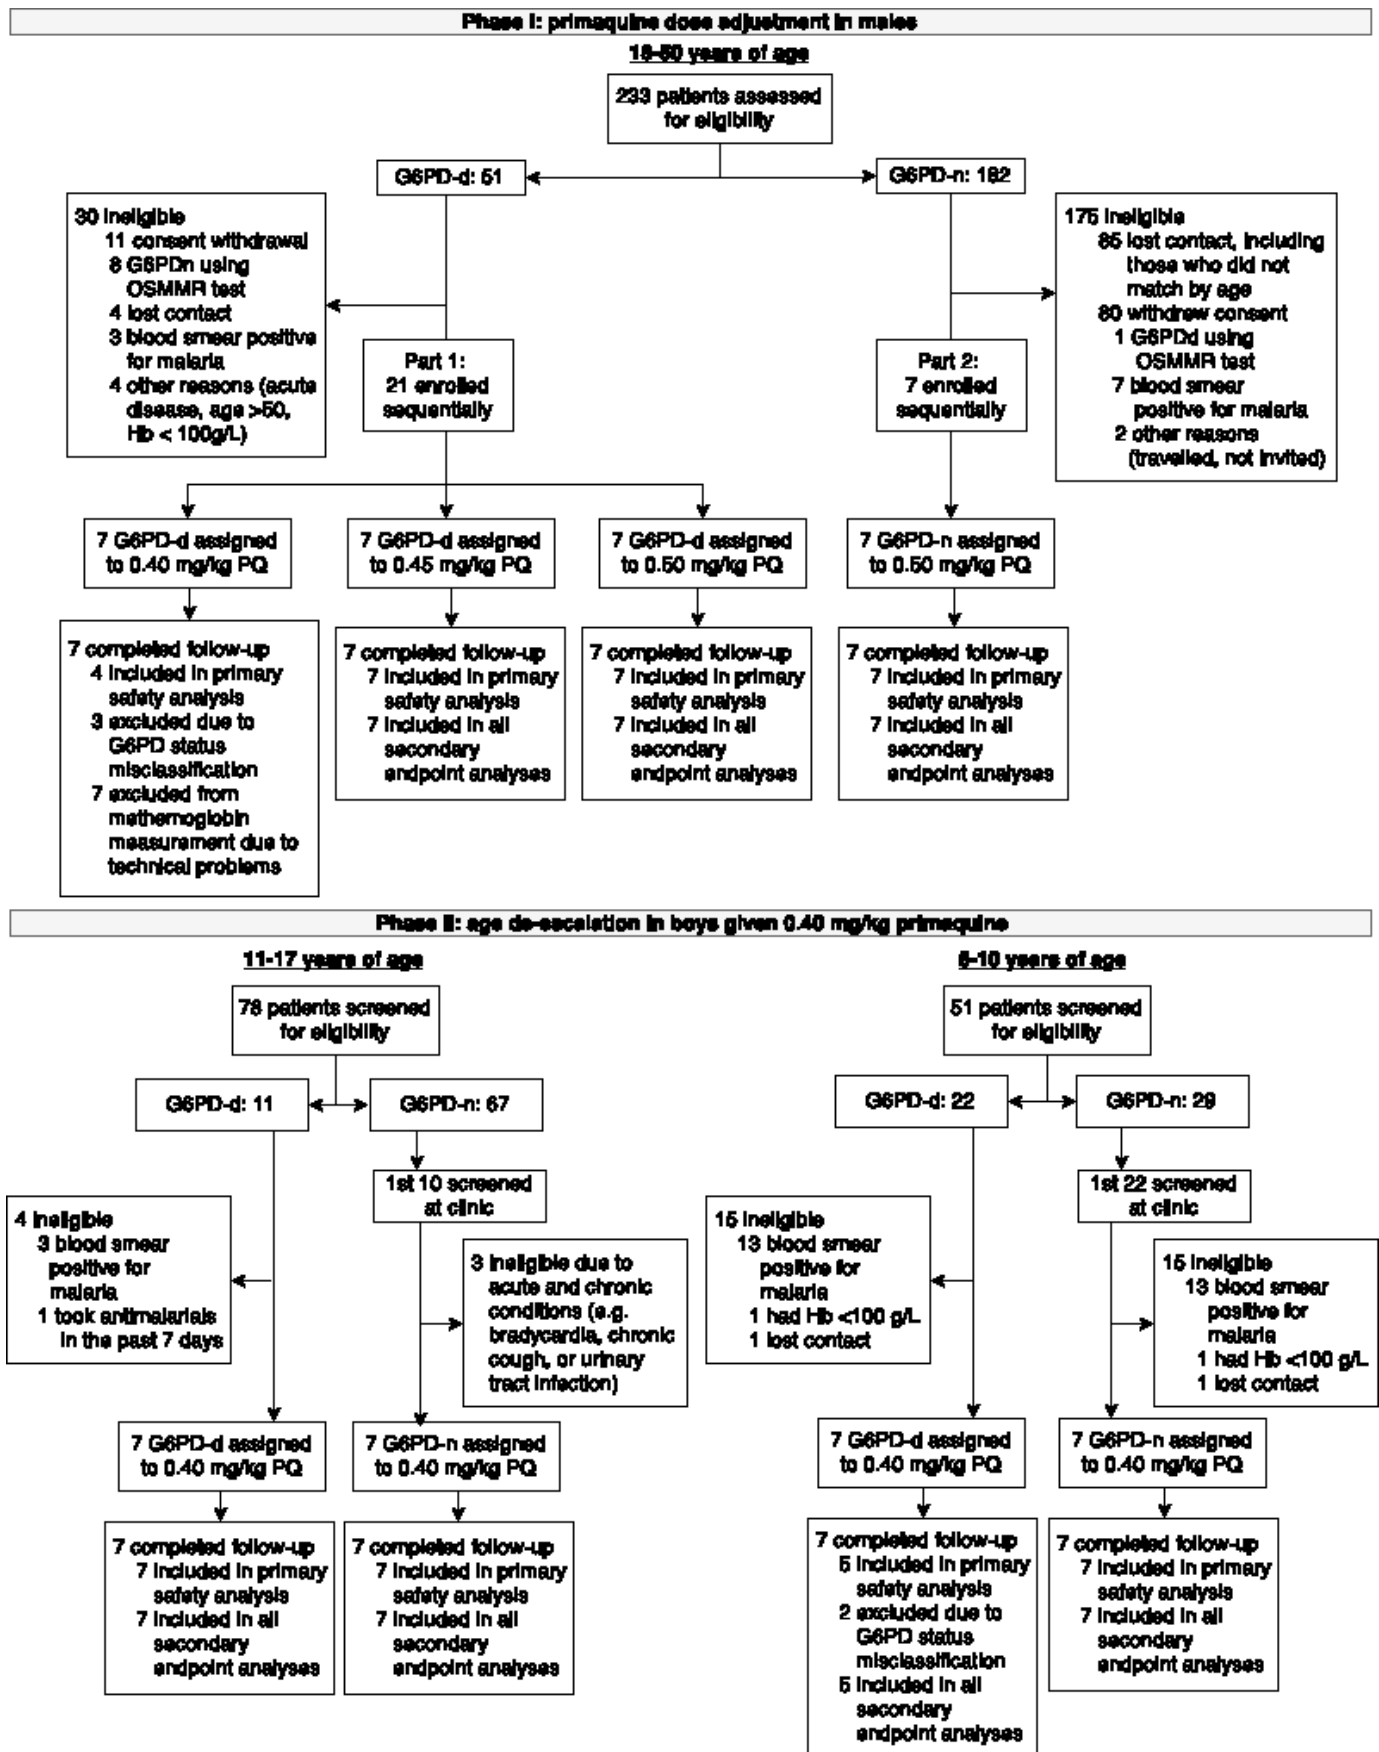 Phase I: primaquine dose adjustment in males
18-50 years of age
233 patients assessed
for eligibility
G6PD-d: 51
G6PD-n: 182
30 ineligible
11 consent withdrawal
8 G6PDn using
OSMMR test
4 lost contact
3 blood smear positive
for malaria
4 other reasons (acute
disease, age >50,
Hb < 100g/L)
175 ineligible
85 lost contact, including
those who did not
match by age
80 withdrew consent
1 G6PDd using
OSMMR test
7 blood smear
positive for malaria
2 other reasons
(travelled, not invited)
Part 1:
21 enrolled
sequentially
Part 2:
7 enrolled
sequentially
7 G6PD-d assigned
to 0.40 mg/kg PQ
7 G6PD-d assigned
to 0.45 mg/kg PQ
7 G6PD-d assigned
to 0.50 mg/kg PQ
7 G6PD-n assigned
to 0.50 mg/kg PQ
7 completed follow-up
4 included in primary
safety analysis
3 excluded due to
G6PD status
misclassification
7 excluded from
methemoglobin
measurement due to
technical problems
7 completed follow-up
7 included in primary
safety analysis
7 included in all
secondary
endpoint analyses
7 completed follow-up
7 included in primary
safety analysis
7 included in all
secondary
endpoint analyses
7 completed follow-up
7 included in primary
safety analysis
7 included in all
secondary
endpoint analyses
Phase II: age de-escalation in boys given 0.40 mg/kg primaquine
11-17 years of age
78 patients screened
for eligibility
G6PD-d: 11
G6PD-n: 67
1st 10 screened
at clinic
4 ineligible
3 blood smear
positive for
malaria
1 took antimalarials
in the past 7 days
3 ineligible due to
acute and chronic
conditions (e.g.
bradycardia, chronic
cough, or urinary
tract infection)
7 G6PD-d assigned
to 0.40 mg/kg PQ
7 G6PD-n assigned
to 0.40 mg/kg PQ
7 completed follow-up
7 included in primary
safety analysis
7 included in all
secondary
endpoint analyses
7 completed follow-up
7 included in primary
safety analysis
7 included in all
secondary
endpoint analyses
5-10 years of age
51 patients screened
for eligibility
G6PD-d: 22
G6PD-n: 29
1st 22 screened
at clinic
15 ineligible
13 blood smear
positive for
malaria
1 had Hb <100 g/L
1 lost contact
15 ineligible
13 blood smear
positive for
malaria
1 had Hb <100 g/L
1 lost contact
7 G6PD-d assigned
to 0.40 mg/kg PQ
7 G6PD-n assigned
to 0.40 mg/kg PQ
7 completed follow-up
5 included in primary
safety analysis
2 excluded due to
G6PD status
misclassification
5 included in all
secondary
endpoint analyses
7 completed follow-up
7 included in primary
safety analysis
7 included in all
secondary
endpoint analyses